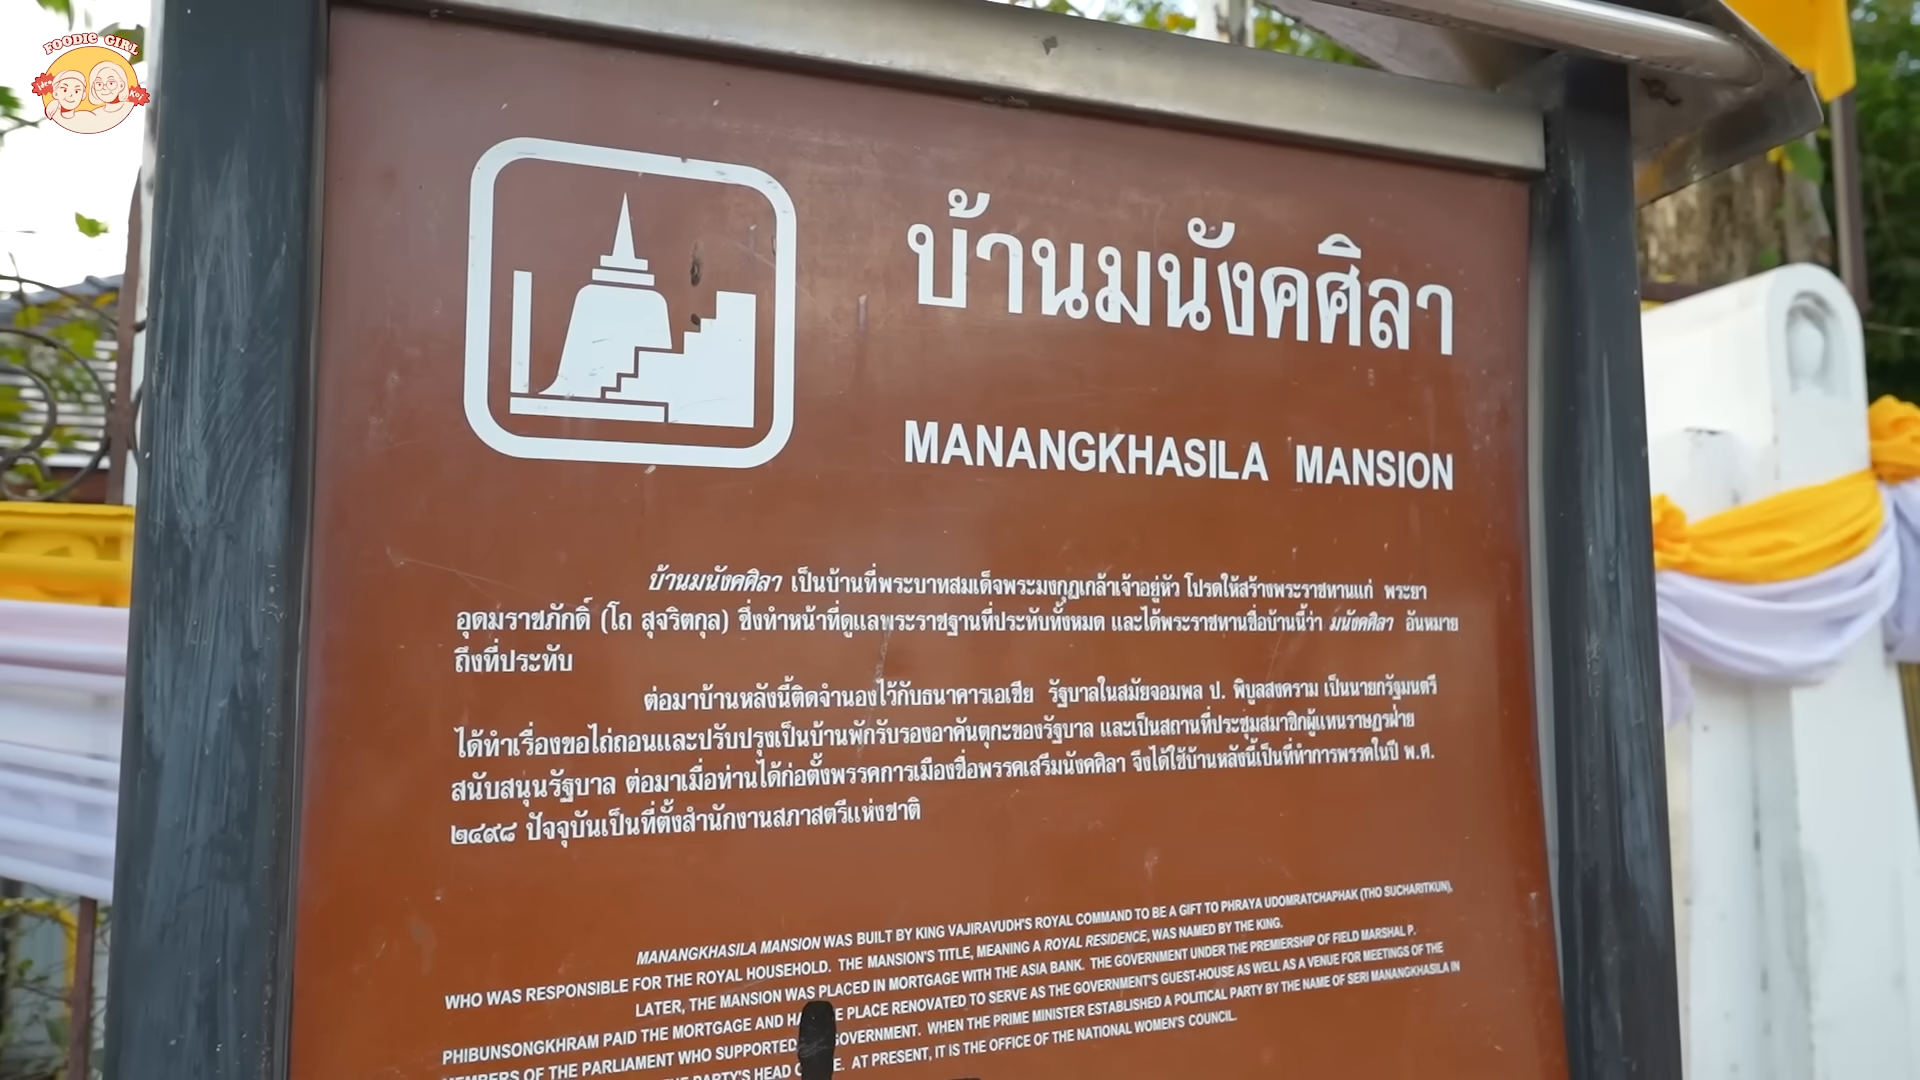 FOODIE GIRL
บ้านมนังคศิลา
MANANGKHASILA MANSION
บ้านมนังคศิลา เป็นบ้านที่พระบาทสมเด็จพระมงกุฎเกล้าเจ้าอยู่หัว โปรดให้สร้างพระราชทานแก่ พระยา
อุดมราชภักดิ์ (โถ สุจริตกุล) ซึ่งทำหน้าที่ดูแลพระราชฐานที่ประทับทั้งหมด และได้พระราชทานชื่อบ้านนี้ว่า มนังคศิลา อันหมาย
ถึงที่ประทับ
ต่อมาบ้านหลังนี้ติดจำนองไว้กับธนาคารเอเชีย รัฐบาลในสมัยจอมพล ป. พิบูลสงคราม เป็นนายกรัฐมนตรี
ได้ทำเรื่องขอไถ่ถอนและปรับปรุงเป็นบ้านพักรับรองอาคันตุกะของรัฐบาล และเป็นสถานที่ประชุมสมาชิกผู้แทนราษฎรฝ่าย
สนับสนุนรัฐบาล ต่อมาเมื่อท่านได้ก่อตั้งพรรคการเมืองชื่อพรรคเสรีมนังคศิลา จึงได้ใช้บ้านหลังนี้เป็นที่ทำการพรรคในปี พ.ศ.
๒๔๙๘ ปัจจุบันเป็นที่ตั้งสำนักงานสภาสตรีแห่งชาติ
MANANGKHASILA MANSION WAS BUILT BY KING VAJIRAVUDH'S ROYAL COMMAND TO BE A GIFT TO PHRAYA UDOMRATCHAPHAK (THO SUCHARITKUN),
WHO WAS RESPONSIBLE FOR THE ROYAL HOUSEHOLD. THE MANSION'S TITLE, MEANING A ROYAL RESIDENCE, WAS NAMED BY THE KING.
LATER, THE MANSION WAS PLACED IN MORTGAGE WITH THE ASIA BANK. THE GOVERNMENT UNDER THE PREMIERSHIP OF FIELD MARSHAL P.
PHIBUNSONGKHRAM PAID THE MORTGAGE AND PLACE RENOVATED TO SERVE AS THE GOVERNMENT'S GUEST-HOUSE AS WELL AS A VENUE FOR MEETINGS OF THE
MEMBERS OF THE PARLIAMENT WHO SUPPORTED GOVERNMENT. WHEN THE PRIME MINISTER ESTABLISHED A POLITICAL PARTY BY THE NAME OF SERI MANANGKHASILA IN
THE PARTY'S HEAD AT PRESENT, IT IS THE OFFICE OF THE NATIONAL WOMEN'S COUNCIL.